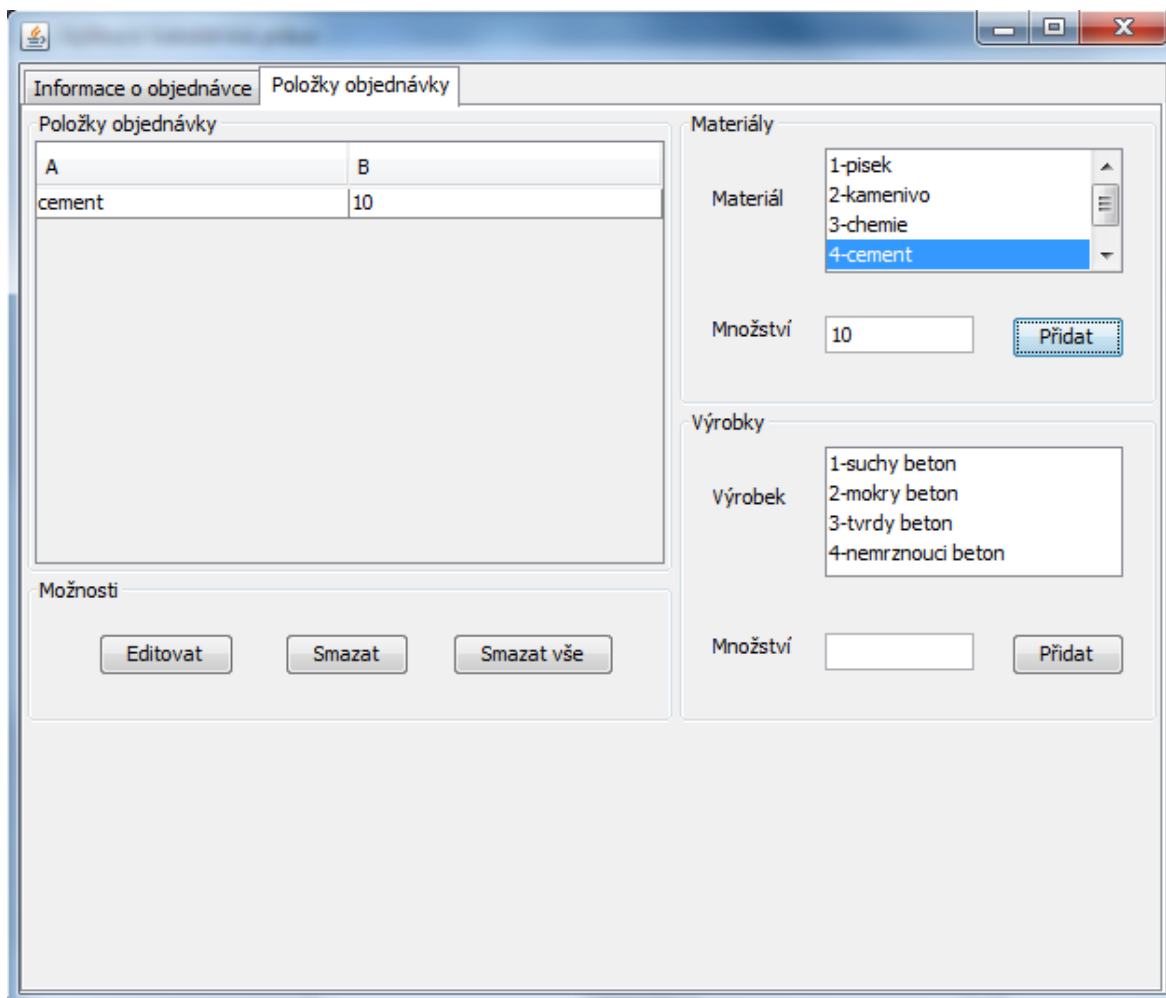 Informace o objednávce
Položky objednávky
Položky objednávky
A B
cement 10
Možnosti
Editovat Smazat Smazat vše
Materiály
Materiál
1-pisek
2-kamenivo
3-chemie
4-cement
Množství 10 Přidat
Výrobky
Výrobek
1-suchy beton
2-mokry beton
3-tvrdy beton
4-nemrznouci beton
Množství Přidat